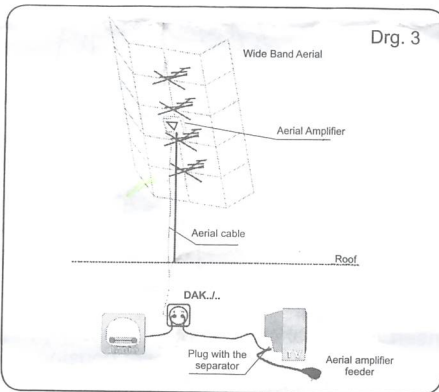 Drg. 3
Wide Band Aerial
Aerial Amplifier
Aerial cable
Roof
DAK../..
Plug with the
separator
Aerial amplifier
feeder